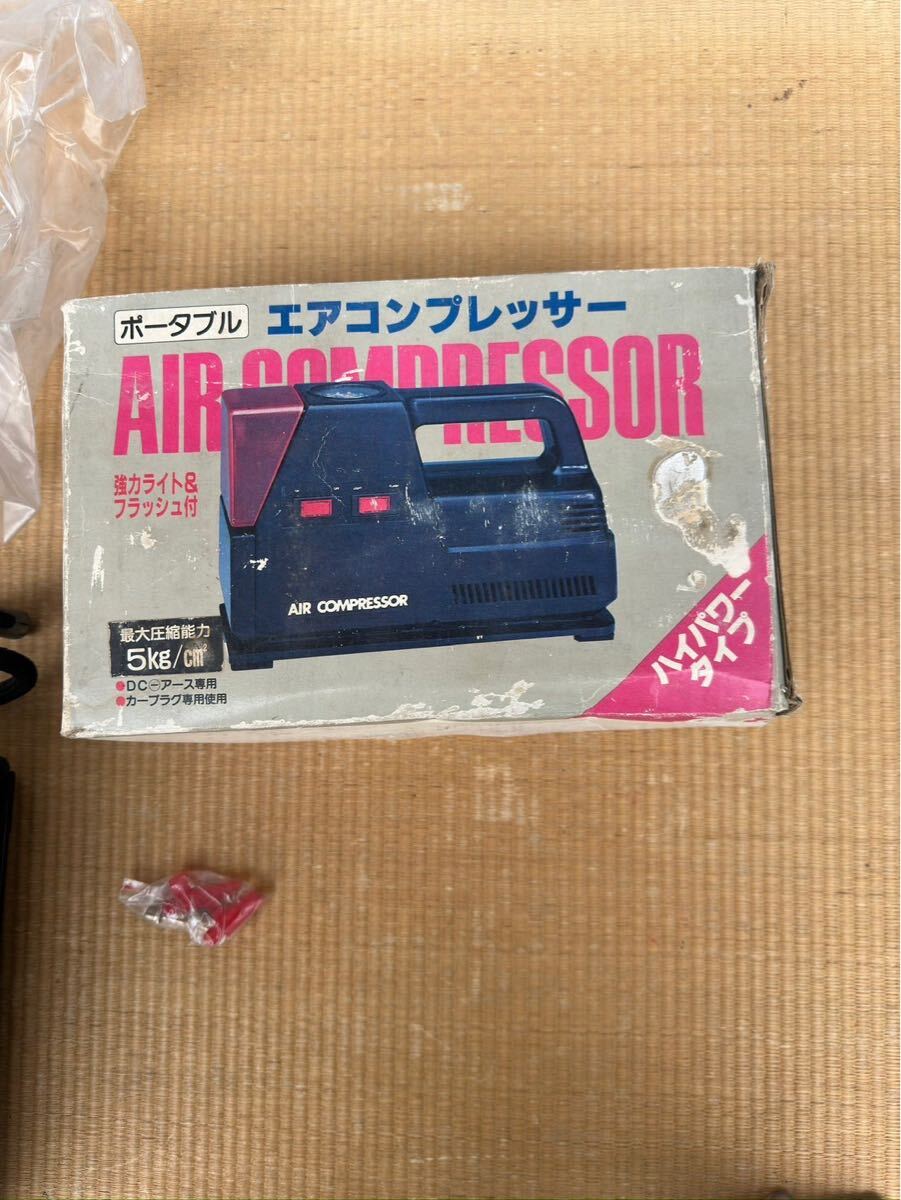 ポータブル エアコンプレッサー
AIR COMPRESSOR
強力ライト&
フラッシュ付
AIR COMPRESSOR
最大圧縮能力
5kg/cm²
●DC㊀アース専用
●カープラグ専用使用
ハイパワー
タイプ